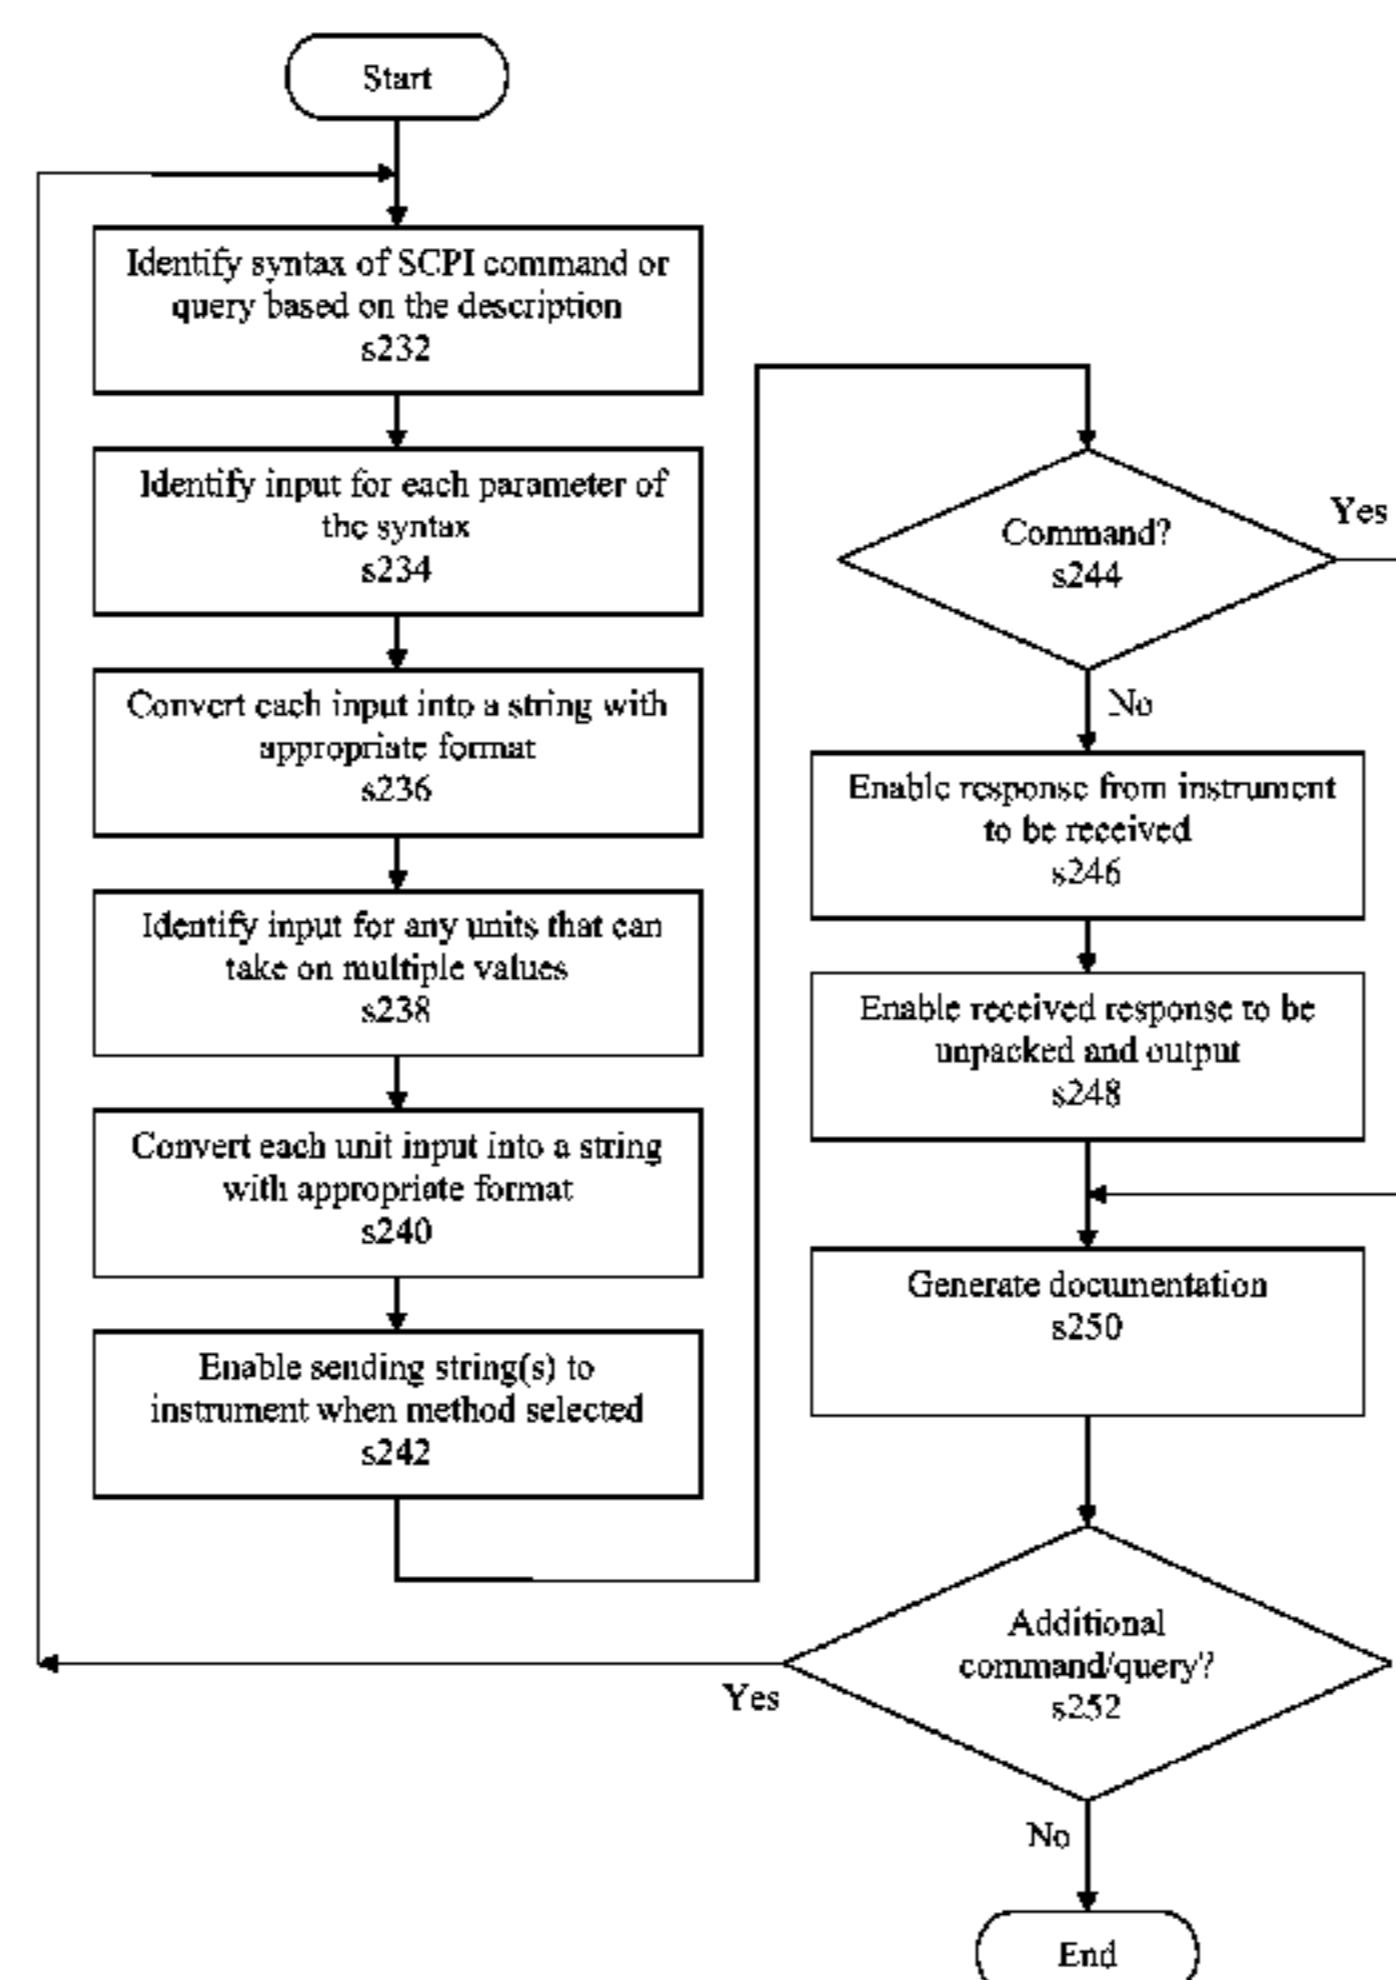 Start
Identify syntax of SCPI command or
query based on the description
s232
Identify input for each parameter of
the syntax
s234
Convert each input into a string with
appropriate format
s236
Identify input for any units that can
take on multiple values
s238
Convert each unit input into a string
with appropriate format
s240
Enable sending string(s) to
instrument when method selected
s242
Command?
s244
Yes
No
Enable response from instrument
to be received
s246
Enable received response to be
unpacked and output
s248
Generate documentation
s250
Additional
command/query?
s252
Yes
No
End